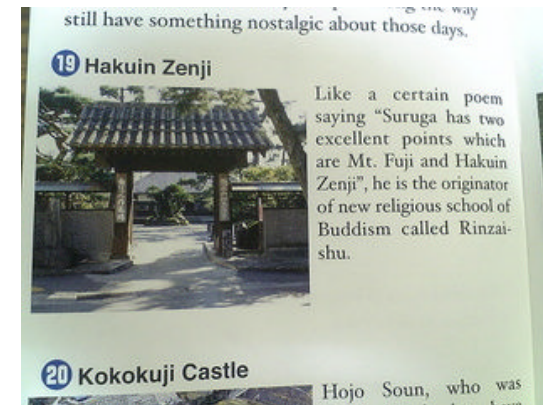 the way
still have something nostalgic about those days.
19 Hakuin Zenji
Like a certain poem
saying "Suruga has two
excellent points which
are Mt. Fuji and Hakuin
Zenji", he is the originator
of new religious school of
Buddism called Rinzai-
shu.
20 Kokokuji Castle
Hojo Soun, who was